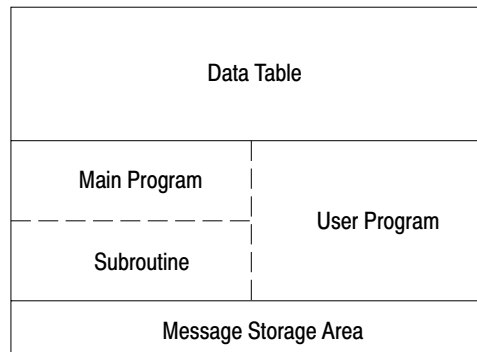 Data Table
Main Program
User Program
Subroutine
Message Storage Area